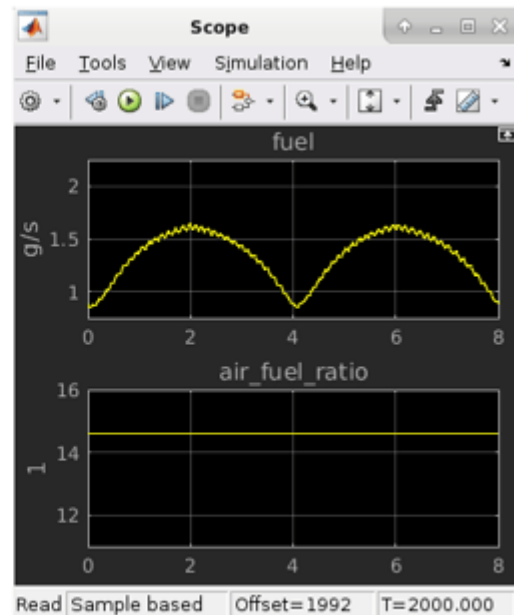 Scope
File Tools View Simulation Help
fuel
g/s
2
1.5
1
0 2 4 6 8
air_fuel_ratio
1
16
14
12
0 2 4 6 8
Read Sample based Offset=1992 T=2000.000